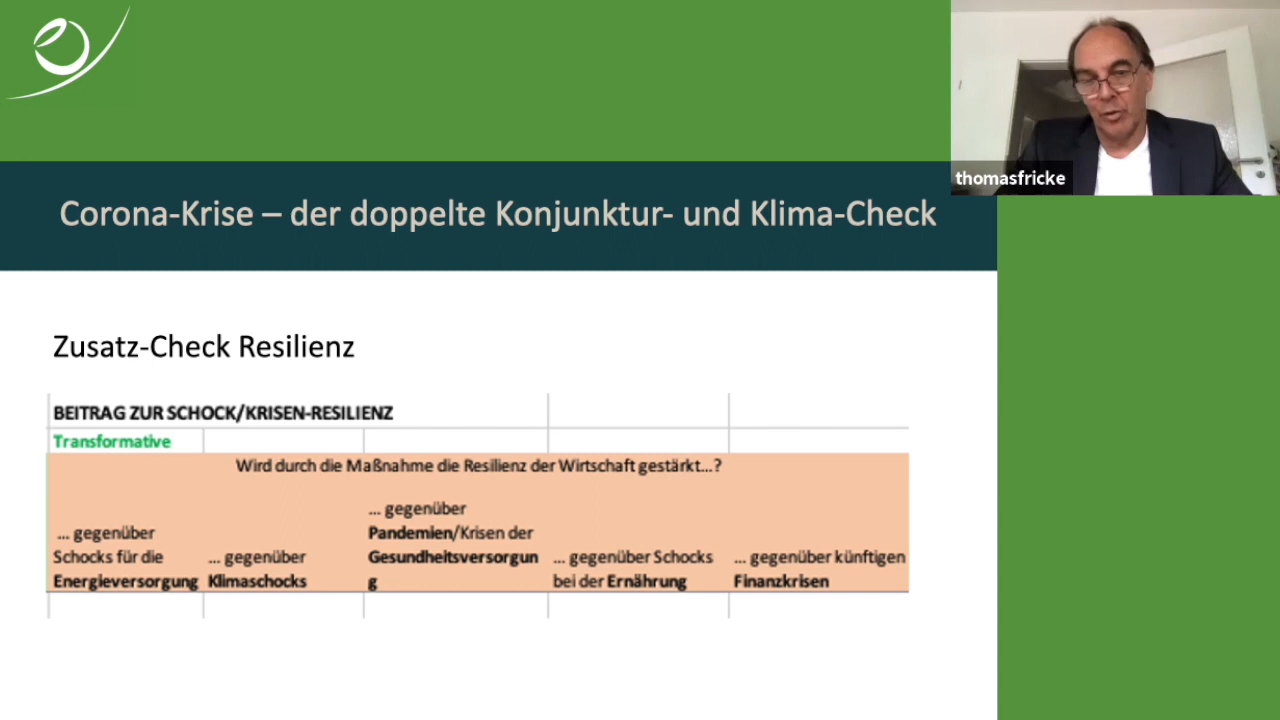 thomasfricke
Corona-Krise – der doppelte Konjunktur- und Klima-Check
Zusatz-Check Resilienz
BEITRAG ZUR SCHOCK/KRISEN-RESILIENZ
Transformative
Wird durch die Maßnahme die Resilienz der Wirtschaft gestärkt...?
... gegenüber
Schocks für die
Energieversorgung
... gegenüber
Klimaschocks
... gegenüber
Pandemien/Krisen der
Gesundheitsversorgun
g
... gegenüber Schocks
bei der Ernährung
... gegenüber künftigen
Finanzkrisen